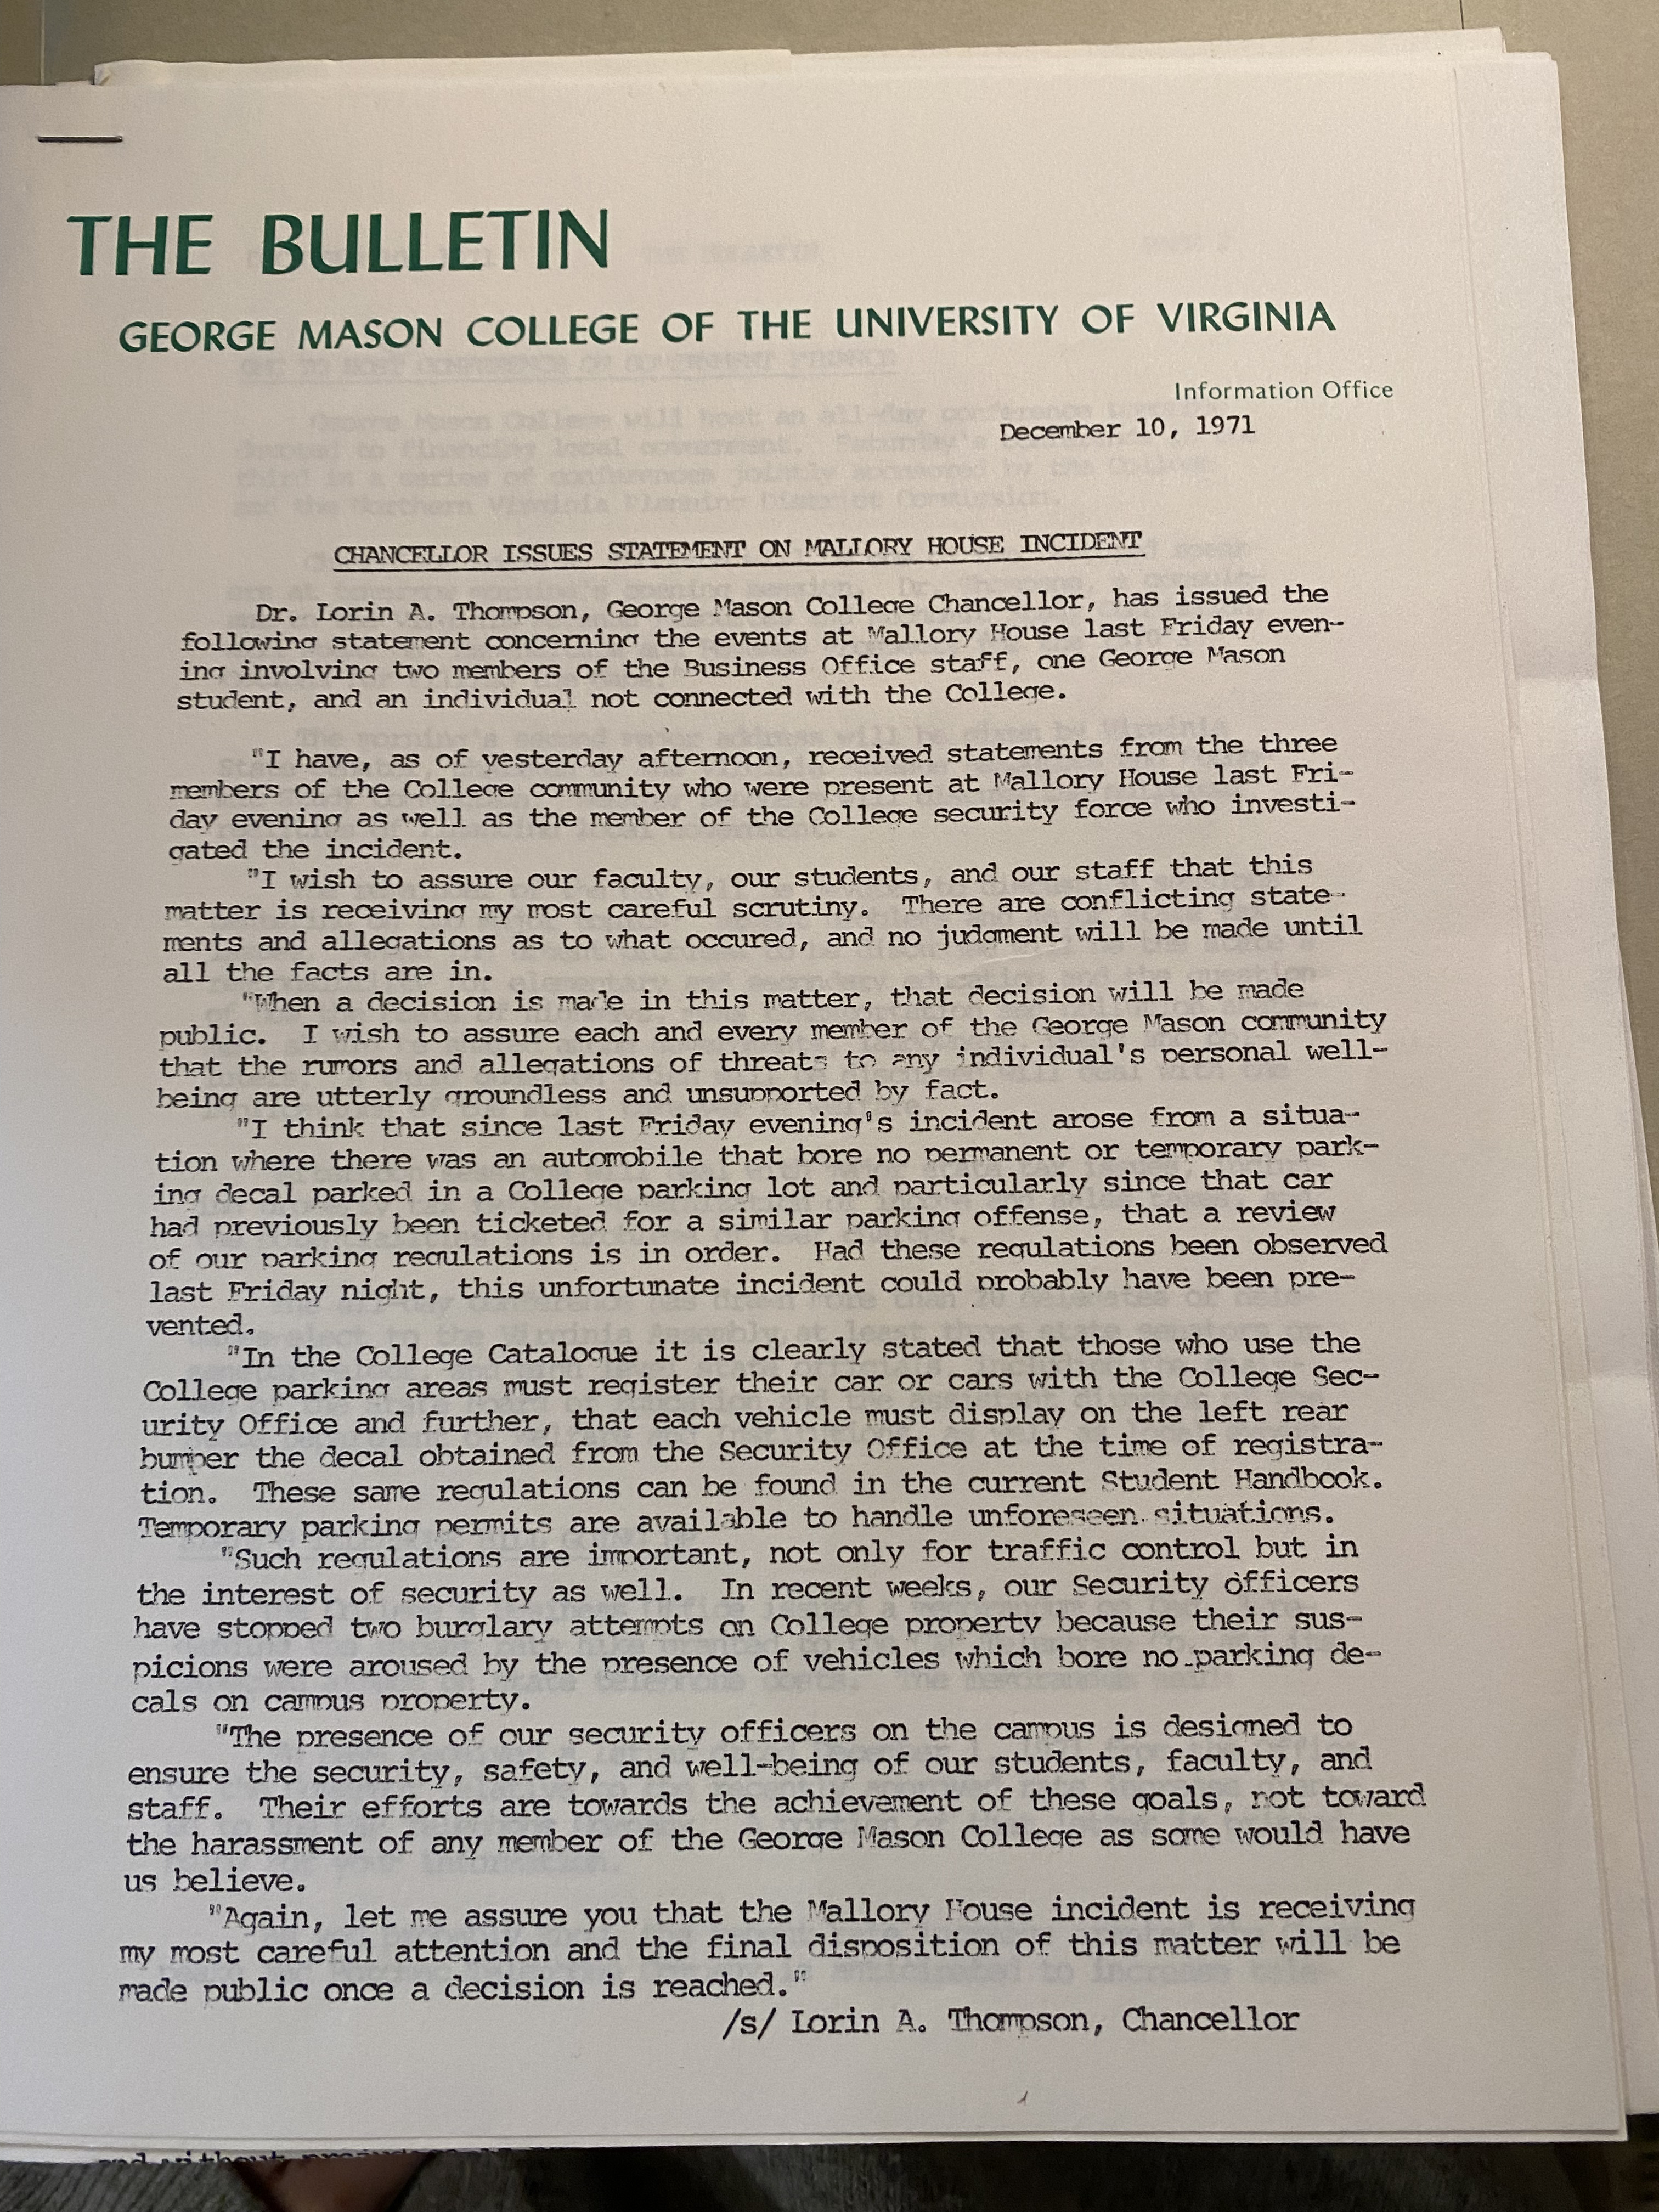 THE BULLETIN
GEORGE MASON COLLEGE OF THE UNIVERSITY OF VIRGINIA
Information Office
December 10, 1971
CHANCELLOR ISSUES STATEMENT ON MALLORY HOUSE INCIDENT
Dr. Lorin A. Thompson, George Mason College Chancellor, has issued the
following statement concerning the events at Mallory House last Friday even-
ing involving two members of the Business Office staff, one George Mason
student, and an individual not connected with the College.
"I have, as of yesterday afternoon, received statements from the three
members of the College community who were present at Mallory House last Fri-
day evening as well as the member of the College security force who investi-
gated the incident.
"I wish to assure our faculty, our students, and our staff that this
matter is receiving my most careful scrutiny. There are conflicting state-
ments and allegations as to what occured, and no judgment will be made until
all the facts are in.
"When a decision is made in this matter, that decision will be made
public. I wish to assure each and every member of the George Mason community
that the rumors and allegations of threats to any individual's personal well-
being are utterly groundless and unsupported by fact.
"I think that since last Friday evening's incident arose from a situa-
tion where there was an automobile that bore no permanent or temporary park-
ing decal parked in a College parking lot and particularly since that car
had previously been ticketed for a similar parking offense, that a review
of our parking regulations is in order. Had these regulations been observed
last Friday night, this unfortunate incident could probably have been pre-
vented.
"In the College Catalogue it is clearly stated that those who use the
College parking areas must register their car or cars with the College Sec-
urity Office and further, that each vehicle must display on the left rear
bumper the decal obtained from the Security Office at the time of registra-
tion. These same regulations can be found in the current Student Handbook.
Temporary parking permits are available to handle unforeseen situations.
"Such regulations are important, not only for traffic control but in
the interest of security as well. In recent weeks, our Security officers
have stopped two burglary attempts on College property because their sus-
picions were aroused by the presence of vehicles which bore no parking de-
cals on campus property.
"The presence of our security officers on the campus is designed to
ensure the security, safety, and well-being of our students, faculty, and
staff. Their efforts are towards the achievement of these goals, not toward
the harassment of any member of the George Mason College as some would have
us believe.
"Again, let me assure you that the Mallory House incident is receiving
my most careful attention and the final disposition of this matter will be
made public once a decision is reached."
/s/ Lorin A. Thompson, Chancellor